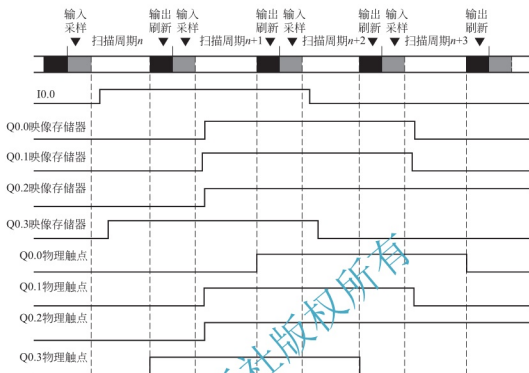 输入 输出 输入 输出 输入 输出 输入 输出
采样 刷新 采样 刷新 采样 刷新 采样 刷新
▼ 扫描周期n ▼ ▼ 扫描周期n+1 ▼ ▼ 扫描周期n+2 ▼ ▼ 扫描周期n+3 ▼
I0.0
Q0.0映像存储器
Q0.1映像存储器
Q0.2映像存储器
Q0.3映像存储器
Q0.0物理触点
Q0.1物理触点
Q0.2物理触点
Q0.3物理触点
社版权所有